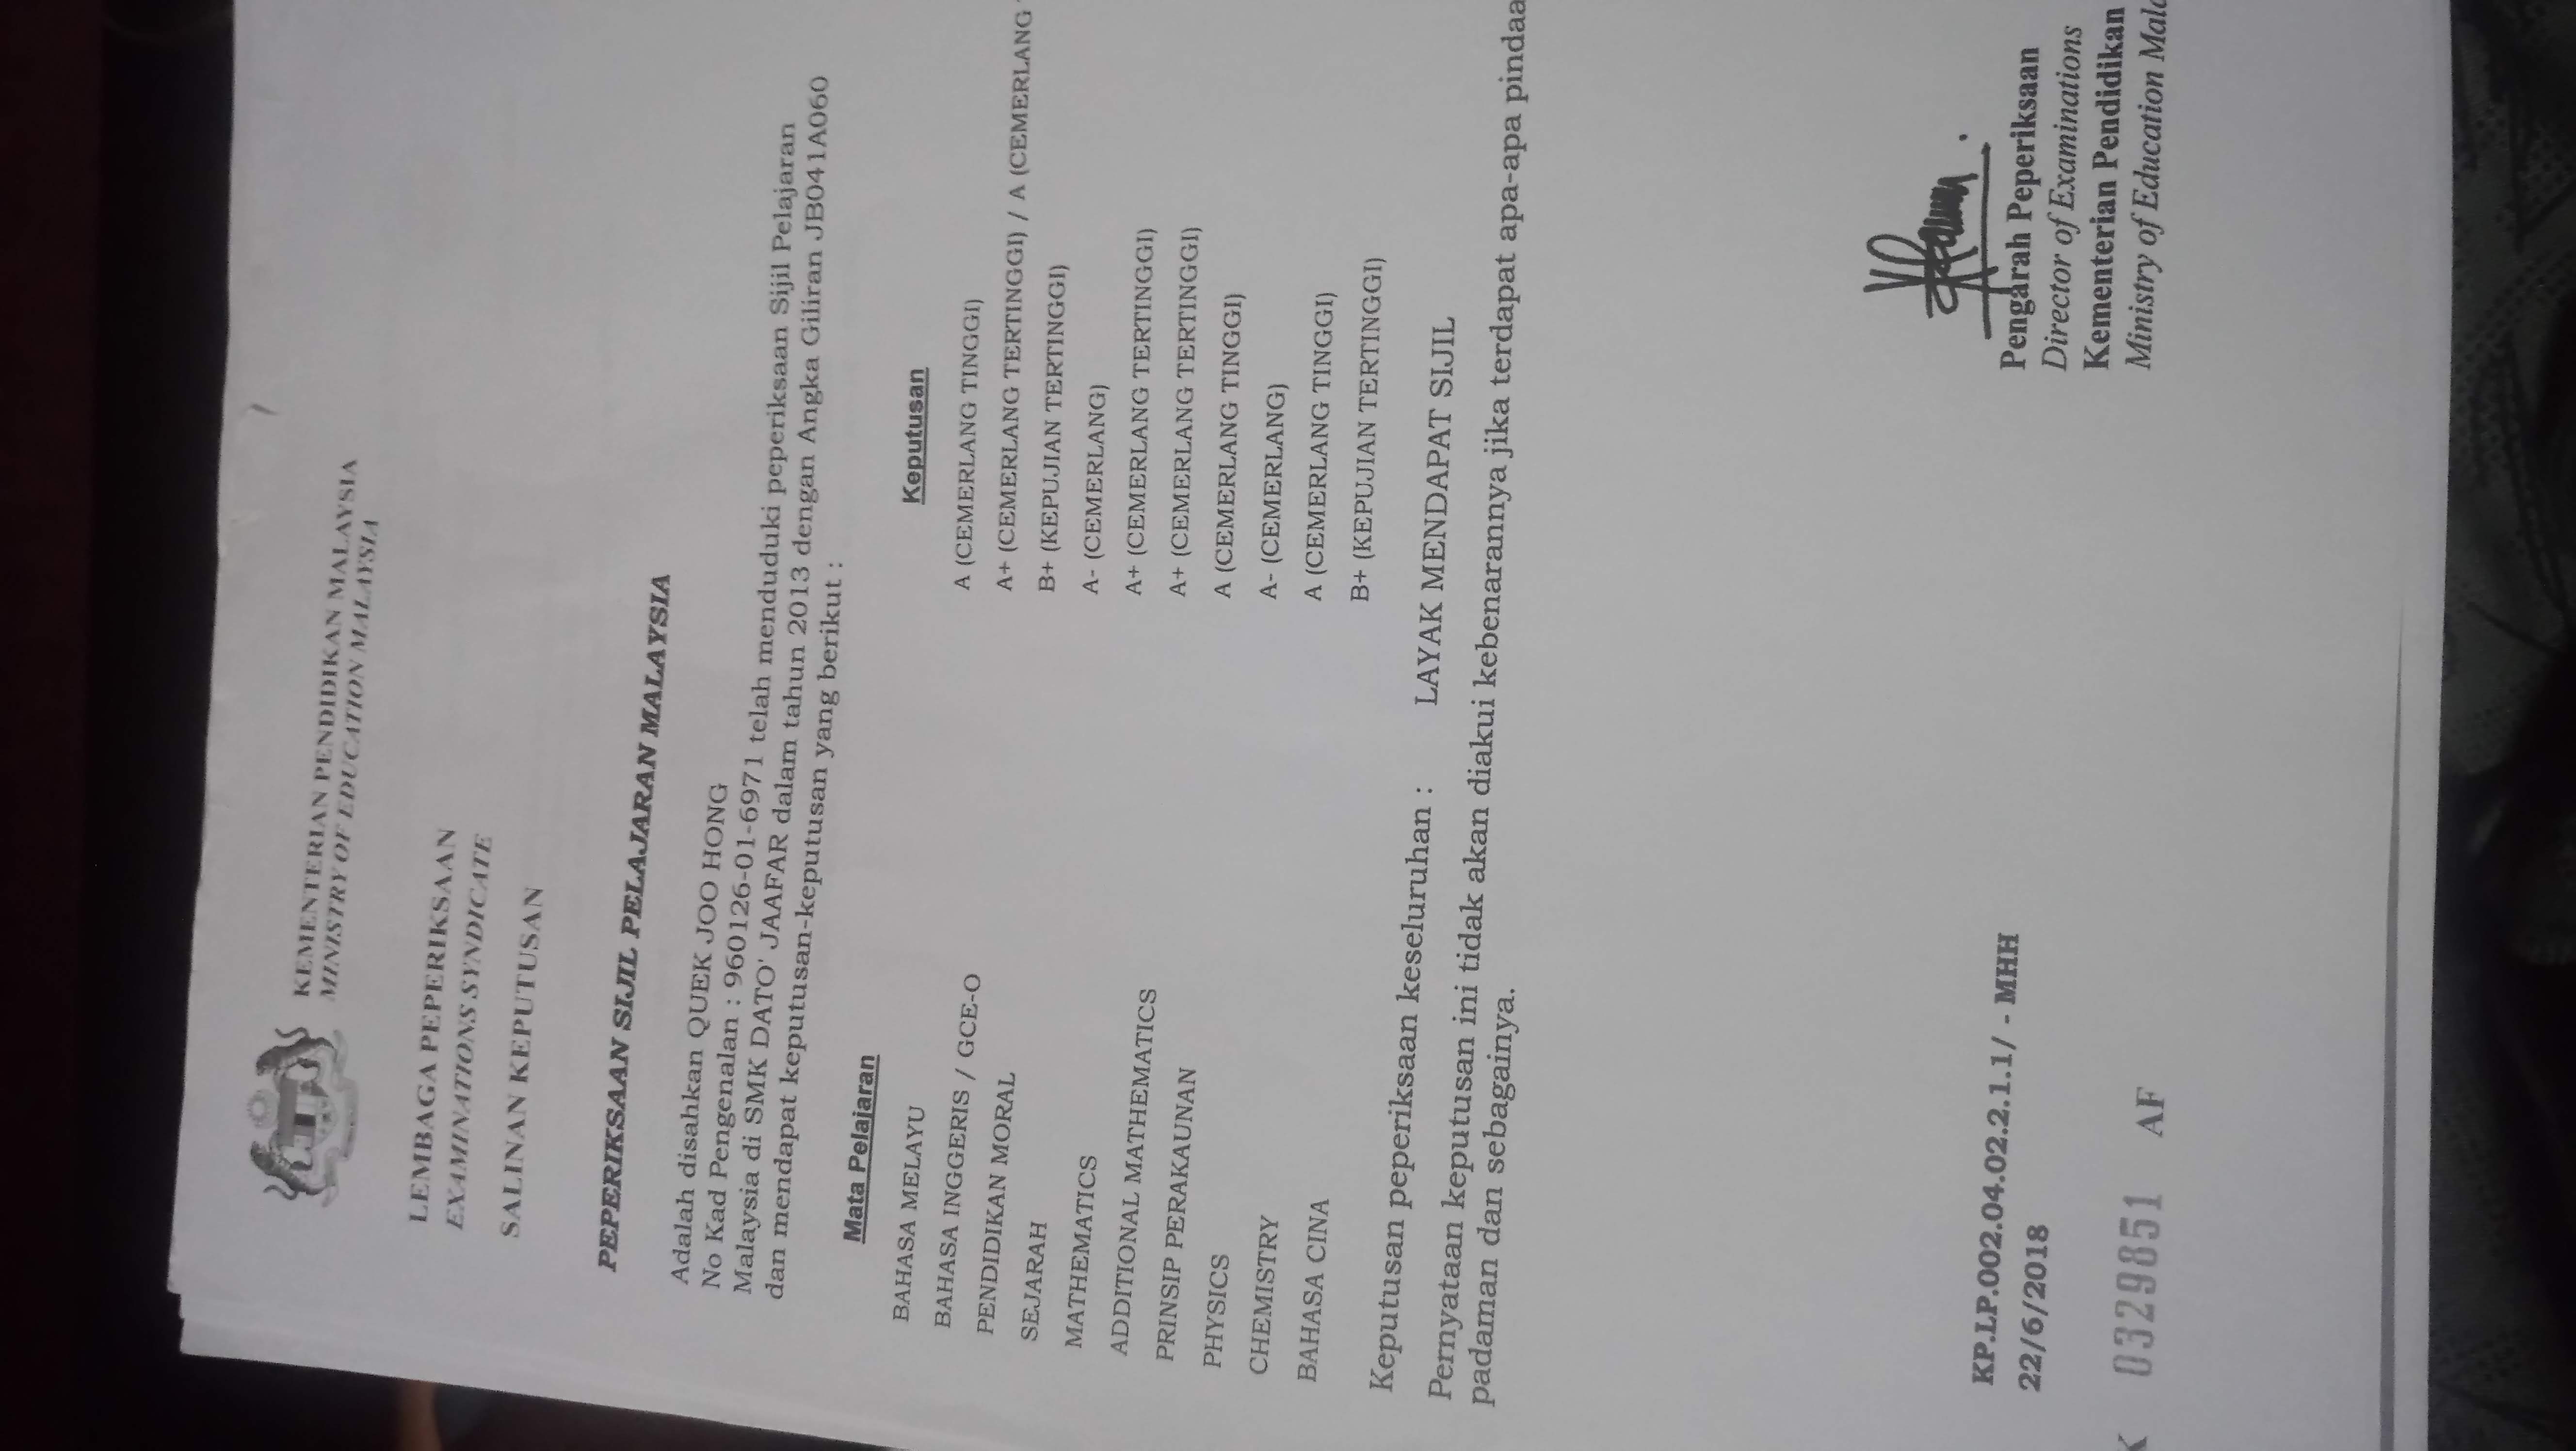 KEMENTERIAN PENDIDIKAN MALAYSIA
MINISTRY OF EDUCATION MALAYSIA
LEMBAGA PEPERIKSAAN
EXAMINATIONS SYNDICATE
SALINAN KEPUTUSAN
PEPERIKSAAN SIJIL PELAJARAN MALAYSIA
Adalah disahkan QUEK JOO HONG
No Kad Pengenalan : 960126-01-6971 telah menduduki peperiksaan Sijil Pelajaran
Malaysia di SMK DATO' JAAFAR dalam tahun 2013 dengan Angka Giliran JB041A060
dan mendapat keputusan-keputusan yang berikut :
Mata Pelajaran Keputusan
BAHASA MELAYU A (CEMERLANG TINGGI)
BAHASA INGGERIS / GCE-O A+ (CEMERLANG TERTINGGI) / A (CEMERLANG
PENDIDIKAN MORAL B+ (KEPUJIAN TERTINGGI)
SEJARAH A- (CEMERLANG)
MATHEMATICS A+ (CEMERLANG TERTINGGI)
ADDITIONAL MATHEMATICS A+ (CEMERLANG TERTINGGI)
PRINSIP PERAKAUNAN A (CEMERLANG TINGGI)
PHYSICS A- (CEMERLANG)
CHEMISTRY A (CEMERLANG TINGGI)
BAHASA CINA B+ (KEPUJIAN TERTINGGI)
Keputusan peperiksaan keseluruhan : LAYAK MENDAPAT SIJIL
Pernyataan keputusan ini tidak akan diakui kebenarannya jika terdapat apa-apa pindaa
padaman dan sebagainya.
KP.LP.002.04.02.2.1.1/ - MHH
22/6/2018
K 0329851 AF
Pengarah Peperiksaan
Director of Examinations
Kementerian Pendidikan
Ministry of Education Mala